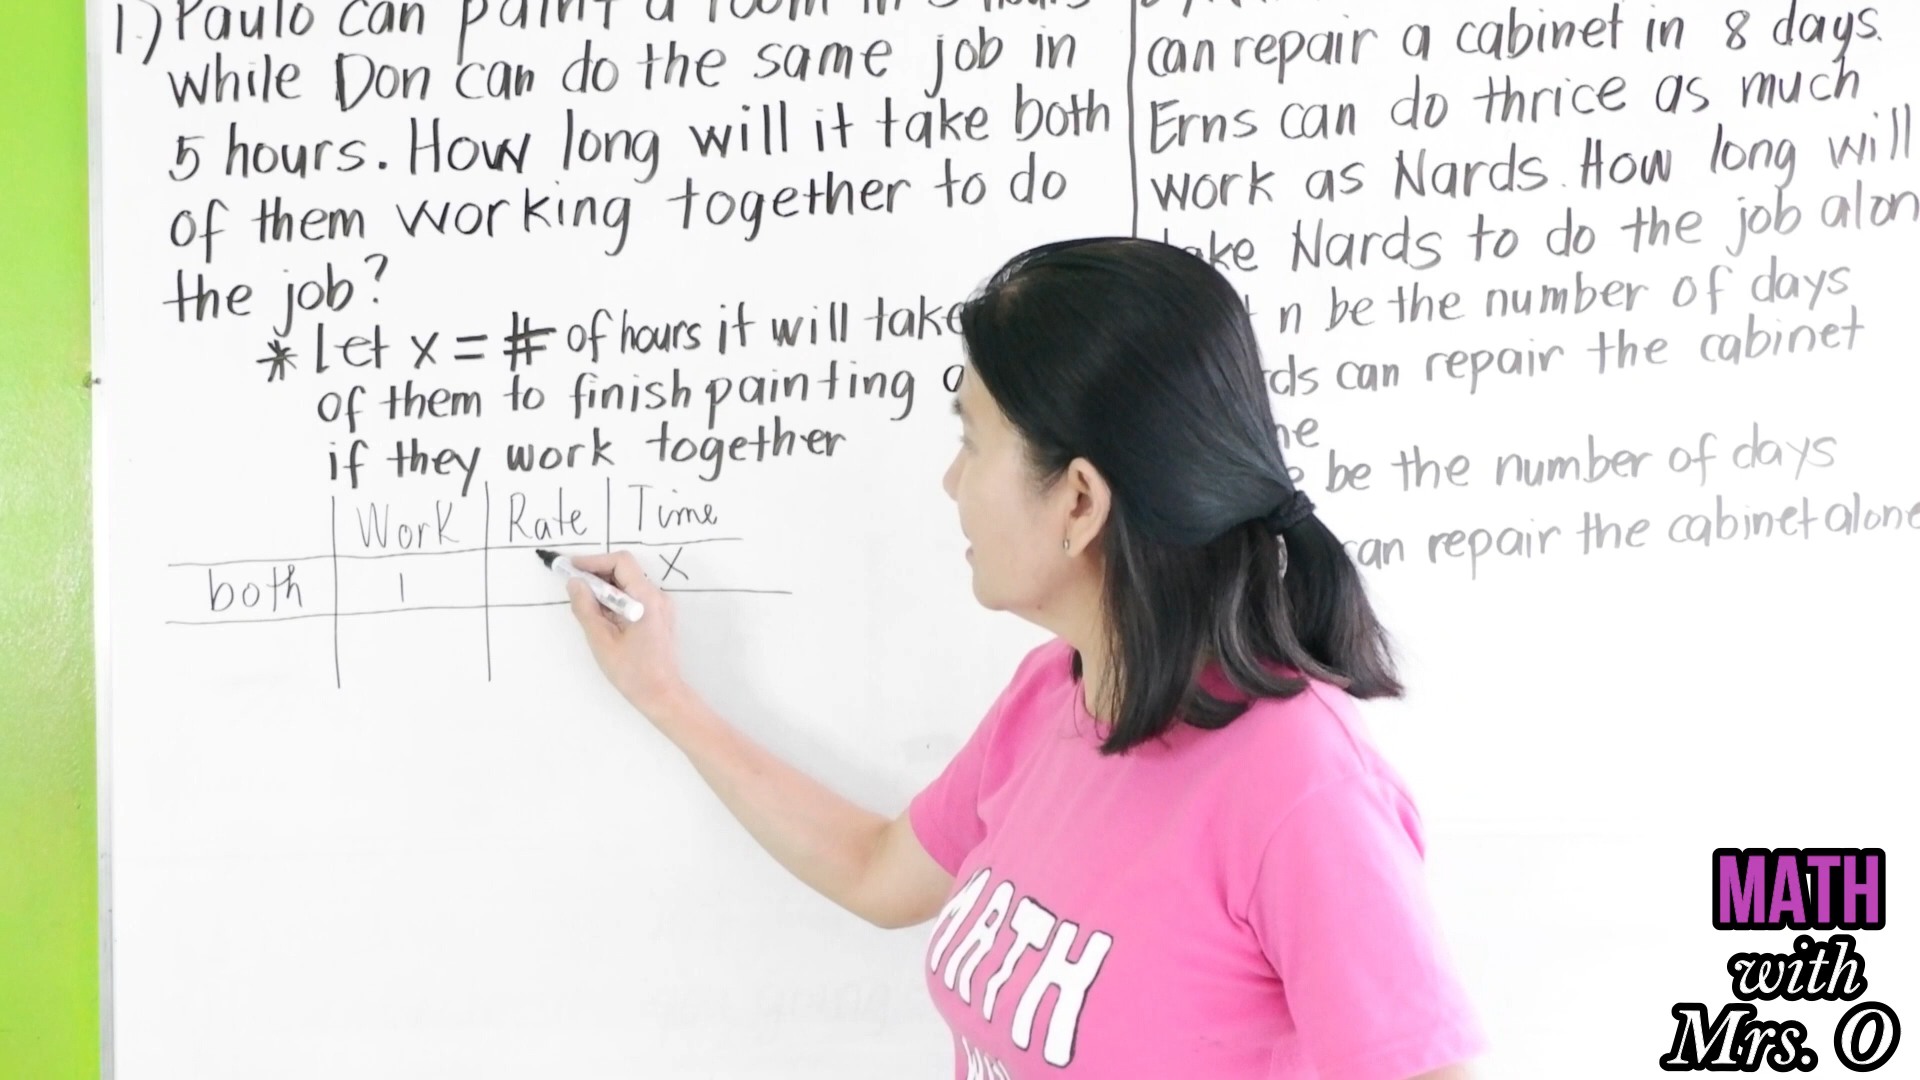 1.) Paulo can paint a room in 3 hours
while Don can do the same job in
5 hours. How long will it take both
of them working together to do
the job?
* Let x = # of hours it will take
of them to finish painting a
if they work together
Work Rate Time
both 1 x
can repair a cabinet in 8 days.
Erns can do thrice as much
work as Nards. How long will
take Nards to do the job alon
n be the number of days
can repair the cabinet
be the number of days
can repair the cabinet alone
MATH
MATH
with
Mrs. O